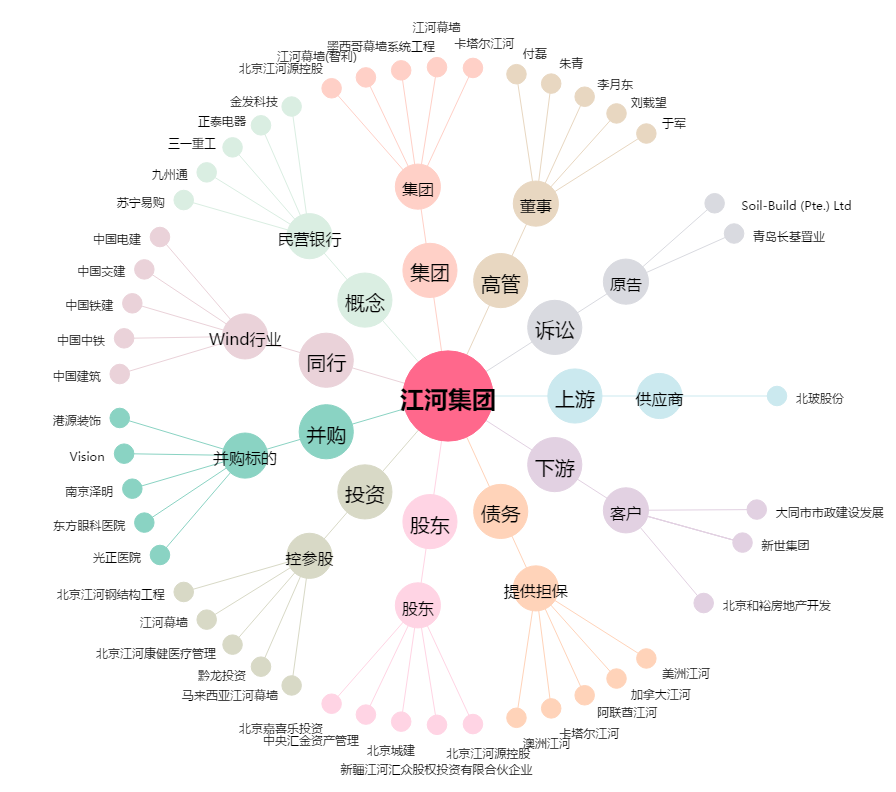 江河幕墙
卡塔尔江河
墨西哥幕墙系统工程
江河幕墙(智利)
北京江河源控股
付磊
朱青
李月东
刘载望
于军
金发科技
正泰电器
三一重工
九州通
苏宁易购
集团
董事
民营银行
Soil-Build (Pte.) Ltd
青岛长基置业
中国电建
中国交建
中国铁建
中国中铁
中国建筑
集团
高管
原告
概念
诉讼
Wind行业
同行
江河集团
上游
供应商
北玻股份
港源装饰
Vision
南京泽明
东方眼科医院
光正医院
并购
并购标的
下游
投资
股东
债务
客户
大同市市政建设发展
新世集团
北京和裕房地产开发
控参股
提供担保
股东
北京江河钢结构工程
江河幕墙
北京江河康健医疗管理
黔龙投资
马来西亚江河幕墙
美洲江河
加拿大江河
阿联酋江河
卡塔尔江河
澳洲江河
北京嘉喜乐投资
中央汇金资产管理
北京城建
北京江河源控股
新疆江河汇众股权投资有限合伙企业